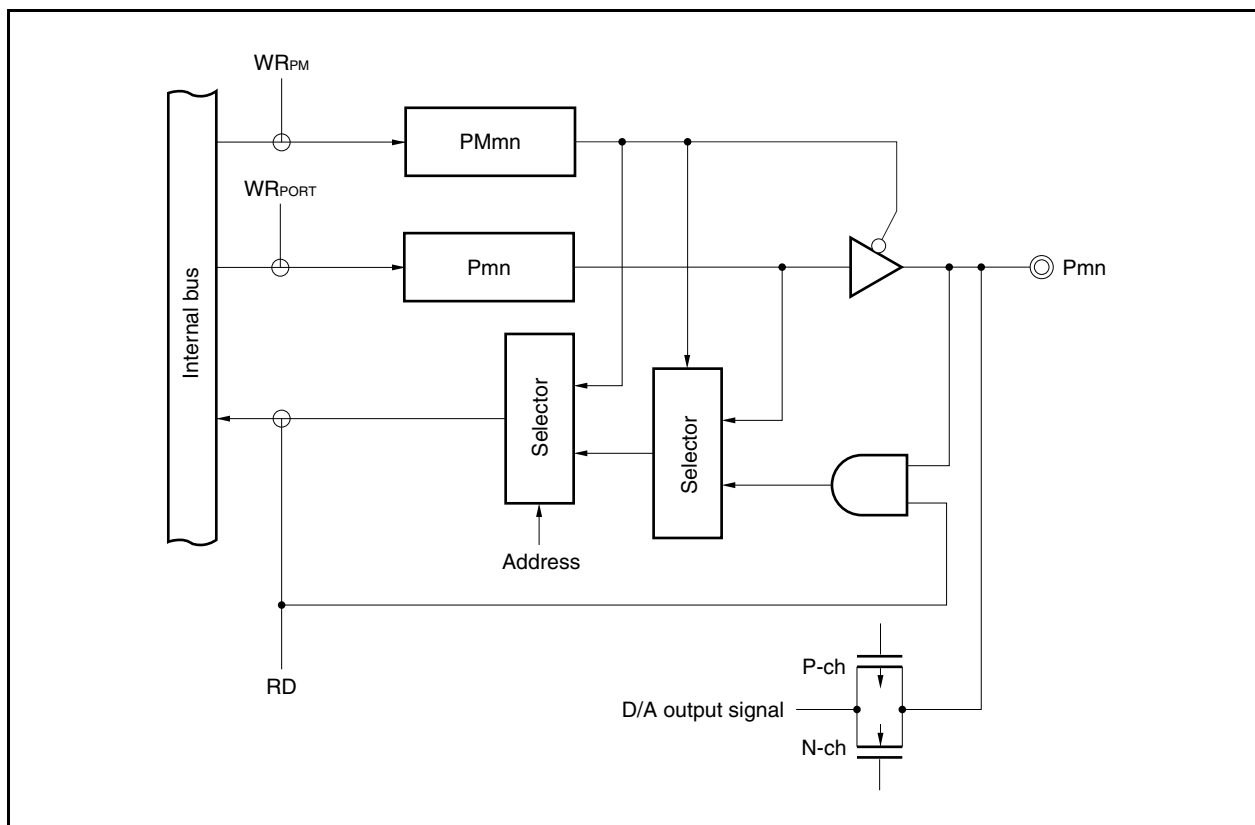 WRPM
PMmn
WRPORT
Pmn
Pmn
Internal bus
Selector
Selector
Address
RD
P-ch
D/A output signal
N-ch